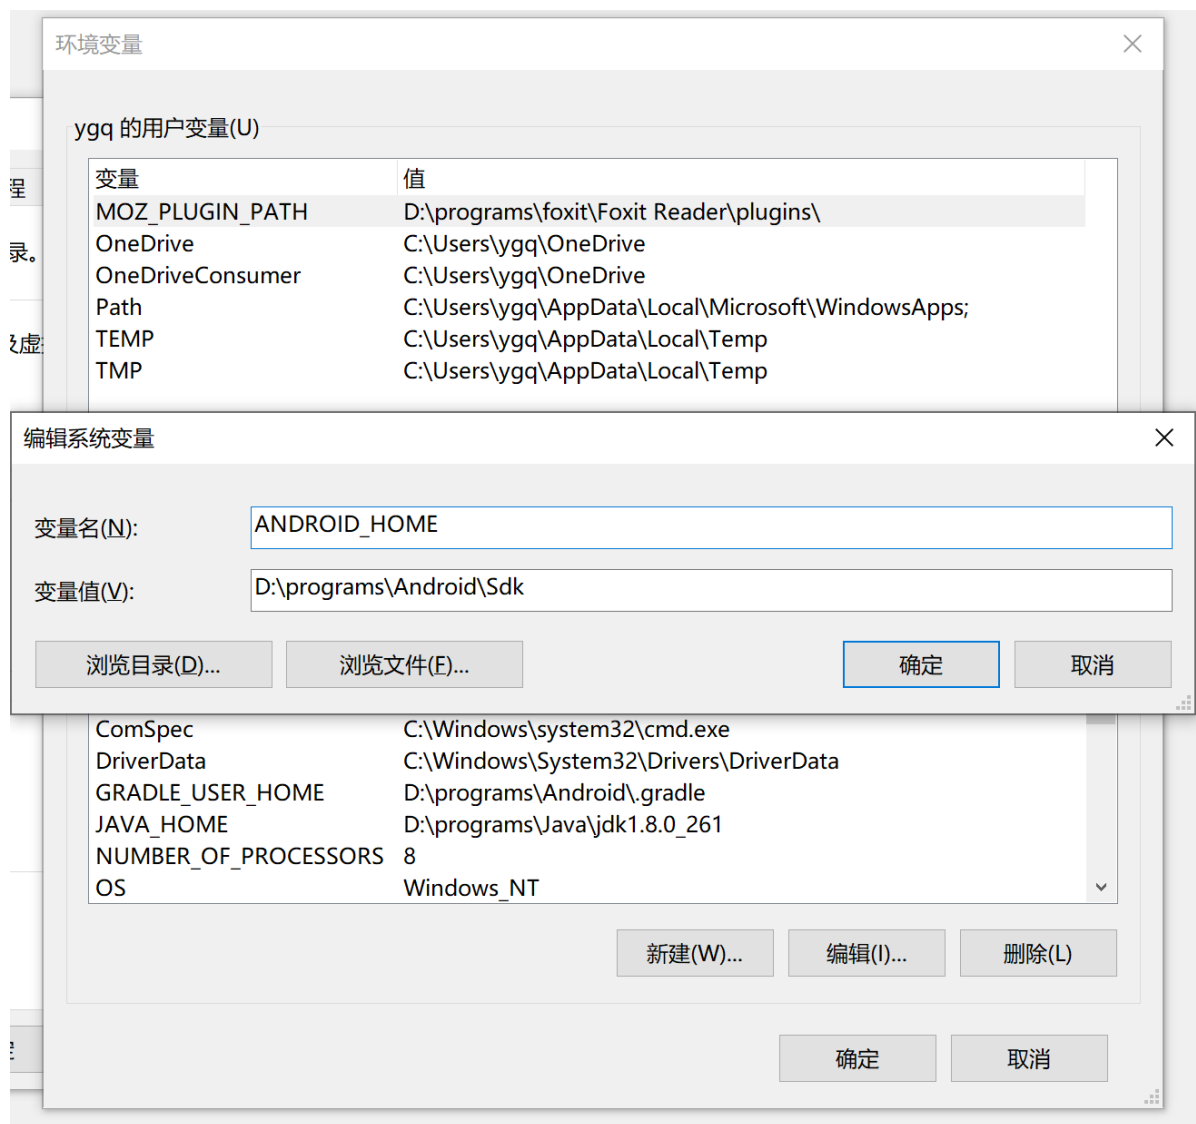 环境变量
程
录。
及虚
ygq 的用户变量(U)
变量 值
MOZ_PLUGIN_PATH D:\programs\foxit\Foxit Reader\plugins\
OneDrive C:\Users\ygq\OneDrive
OneDriveConsumer C:\Users\ygq\OneDrive
Path C:\Users\ygq\AppData\Local\Microsoft\WindowsApps;
TEMP C:\Users\ygq\AppData\Local\Temp
TMP C:\Users\ygq\AppData\Local\Temp
编辑系统变量
变量名(N): ANDROID_HOME
变量值(V): D:\programs\Android\Sdk
浏览目录(D)... 浏览文件(F)... 确定 取消
ComSpec C:\Windows\system32\cmd.exe
DriverData C:\Windows\System32\Drivers\DriverData
GRADLE_USER_HOME D:\programs\Android\.gradle
JAVA_HOME D:\programs\Java\jdk1.8.0_261
NUMBER_OF_PROCESSORS 8
OS Windows_NT
新建(W)... 编辑(I)... 删除(L)
确定 取消